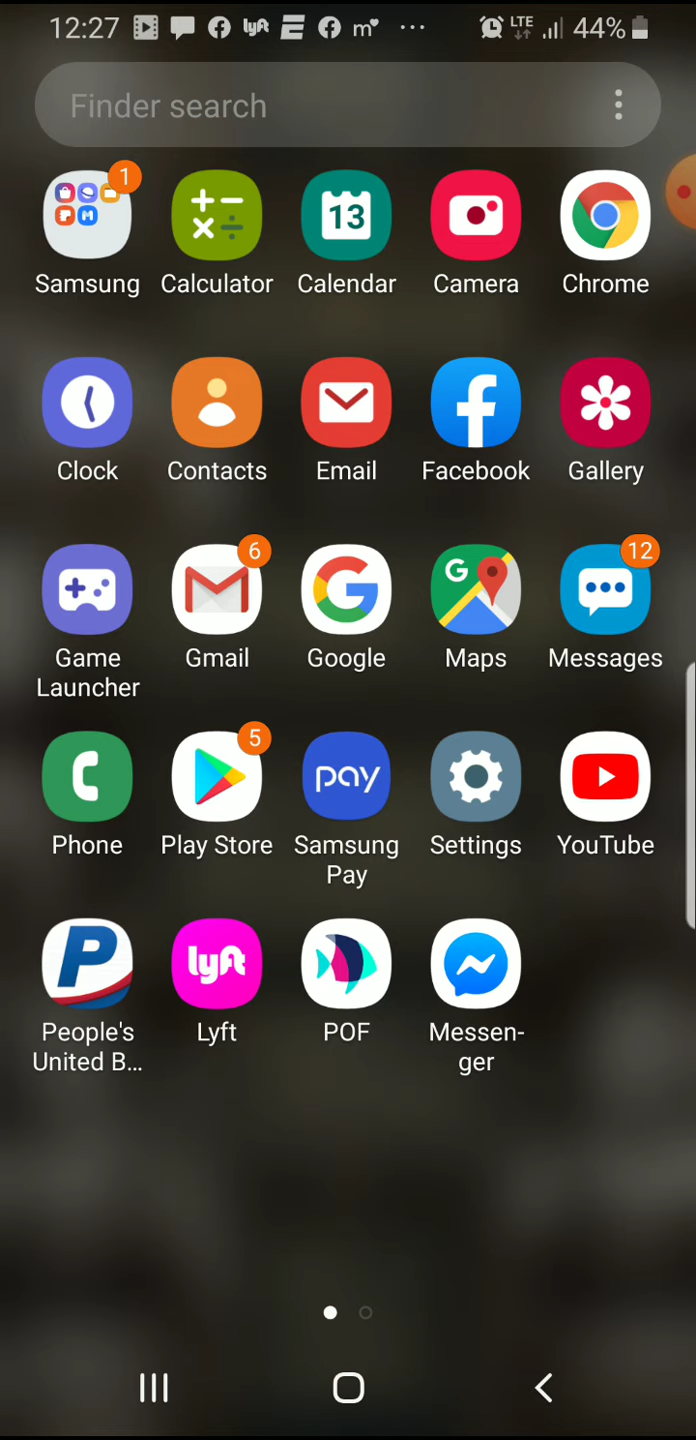 12:27 lyft E m LTE 44%
Finder search
1
13
Samsung Calculator Calendar Camera Chrome
Clock Contacts Email Facebook Gallery
6 G G 12
Game Gmail Google Maps Messages
Launcher
5 pay
Phone Play Store Samsung Settings YouTube
Pay
P lyft
People's Lyft POF Messen-
United B... ger